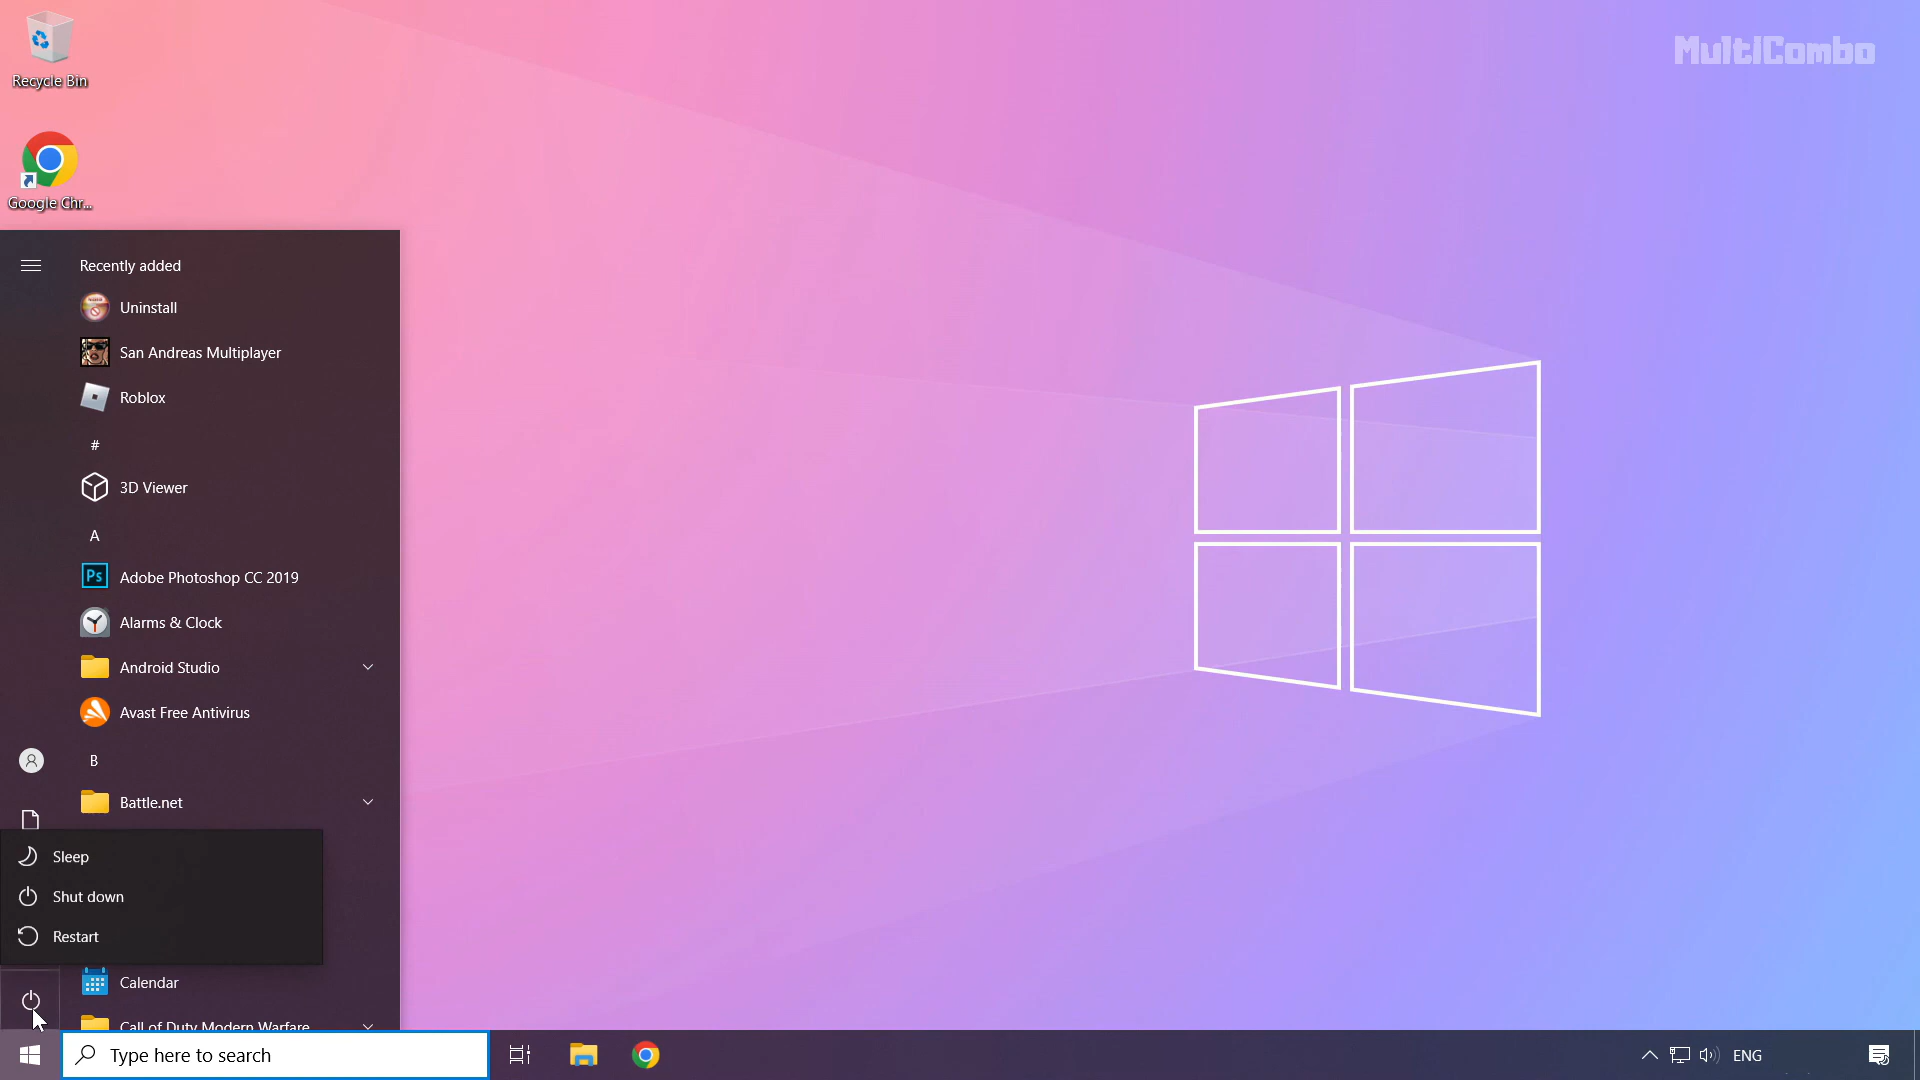 MultiCombo
Recycle Bin
Google Chr...
Recently added
Uninstall
San Andreas Multiplayer
Roblox
#
3D Viewer
A
Ps
Adobe Photoshop CC 2019
Alarms & Clock
Android Studio
Avast Free Antivirus
B
Battle.net
Sleep
Shut down
Restart
Calendar
Call of Duty Modern Warfare
Type here to search
ENG